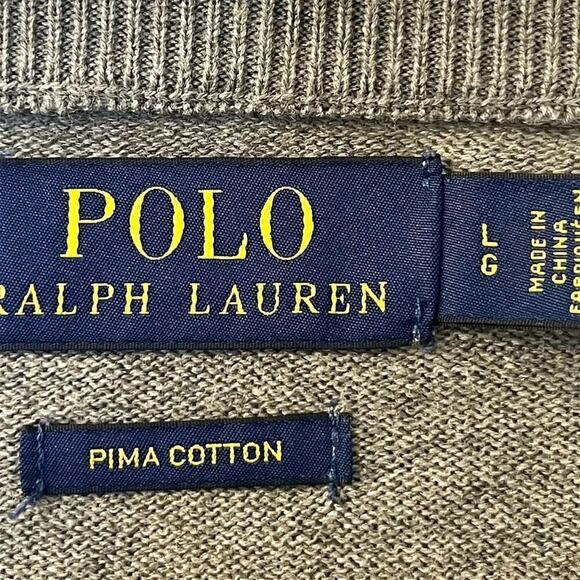 POLO
RALPH LAUREN
L
G
MADE IN
CHINA
PIMA COTTON